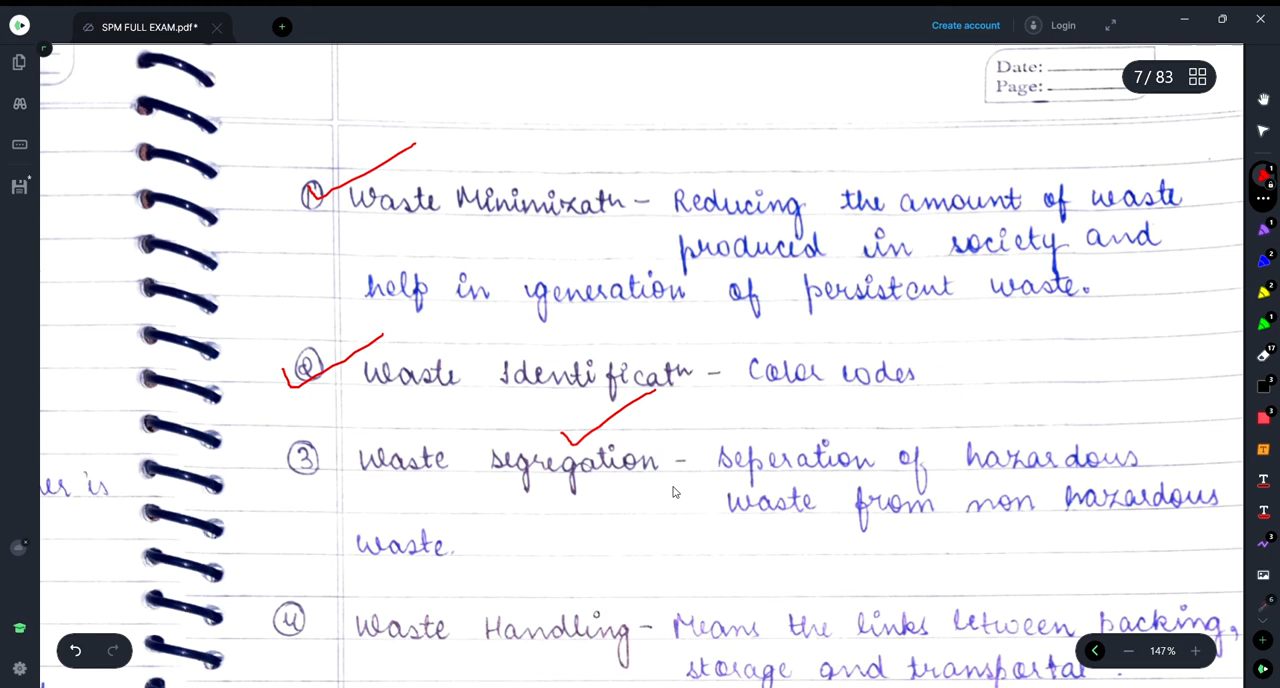 SPM FULL EXAM.pdf*
Create account
Login
Date:
Page:
7 / 83
① Waste Minimizatn - Reducing the amount of waste
produced in society and
help in generation of persistent waste.
② Waste Identificatn - Color codes
③ Waste segregation - seperation of hazardous
waste from non hazardous
waste.
er is
④ Waste Handling - Means the links between packing,
storage and transportat
147%